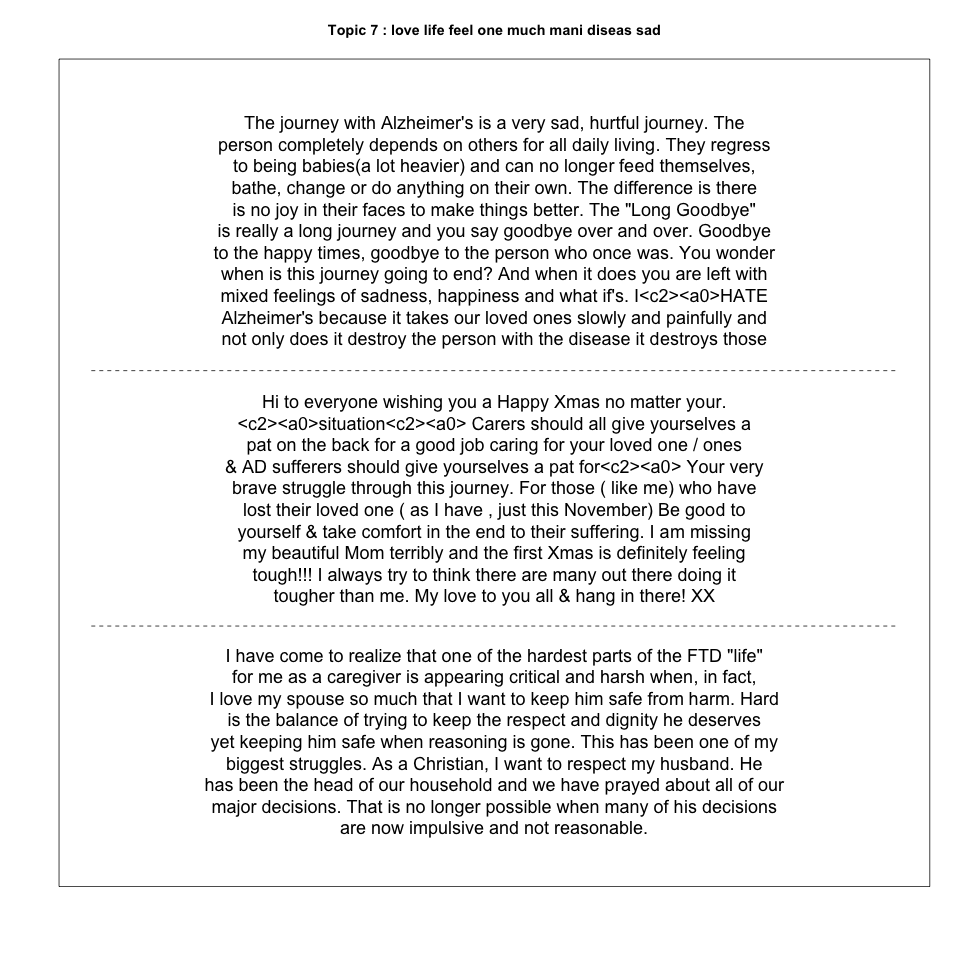 Topic 7 : love life feel one much mani diseas sad
The journey with Alzheimer's is a very sad, hurtful journey. The
person completely depends on others for all daily living. They regress
to being babies(a lot heavier) and can no longer feed themselves,
bathe, change or do anything on their own. The difference is there
is no joy in their faces to make things better. The "Long Goodbye"
is really a long journey and you say goodbye over and over. Goodbye
to the happy times, goodbye to the person who once was. You wonder
when is this journey going to end? And when it does you are left with
mixed feelings of sadness, happiness and what if's. I<c2><a0>HATE
Alzheimer's because it takes our loved ones slowly and painfully and
not only does it destroy the person with the disease it destroys those
Hi to everyone wishing you a Happy Xmas no matter your.
<c2><a0>situation<c2><a0> Carers should all give yourselves a
pat on the back for a good job caring for your loved one / ones
& AD sufferers should give yourselves a pat for<c2><a0> Your very
brave struggle through this journey. For those ( like me) who have
lost their loved one ( as I have , just this November) Be good to
yourself & take comfort in the end to their suffering. I am missing
my beautiful Mom terribly and the first Xmas is definitely feeling
tough!!! I always try to think there are many out there doing it
tougher than me. My love to you all & hang in there! XX
I have come to realize that one of the hardest parts of the FTD "life"
for me as a caregiver is appearing critical and harsh when, in fact,
I love my spouse so much that I want to keep him safe from harm. Hard
is the balance of trying to keep the respect and dignity he deserves
yet keeping him safe when reasoning is gone. This has been one of my
biggest struggles. As a Christian, I want to respect my husband. He
has been the head of our household and we have prayed about all of our
major decisions. That is no longer possible when many of his decisions
are now impulsive and not reasonable.